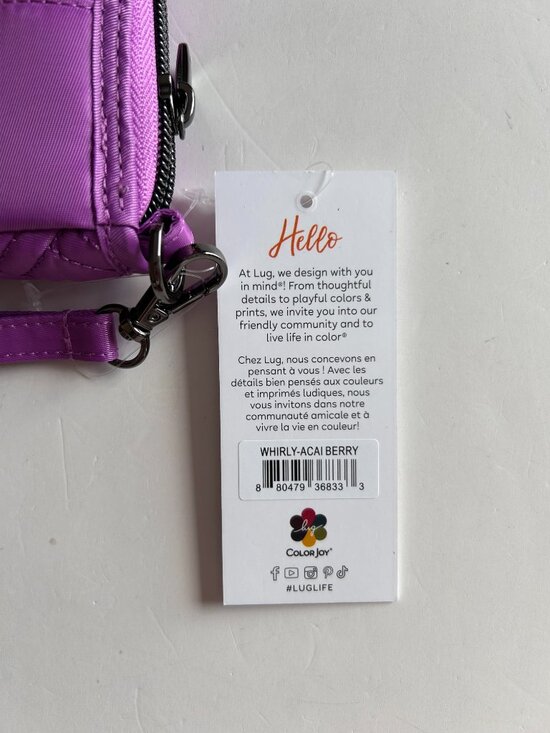 Hello
At Lug, we design with you
in mind®! From thoughtful
details to playful colors &
prints, we invite you into our
friendly community and to
live life in color®
Chez Lug, nous concevons en
pensant à vous ! Avec les
détails bien pensés aux couleurs
et imprimés ludiques, nous
vous invitons dans notre
communauté amicale et à
vivre la vie en couleur!
WHIRLY-ACAI BERRY
8 80479 36833 3
lug
COLORJOY®
#LUGLIFE